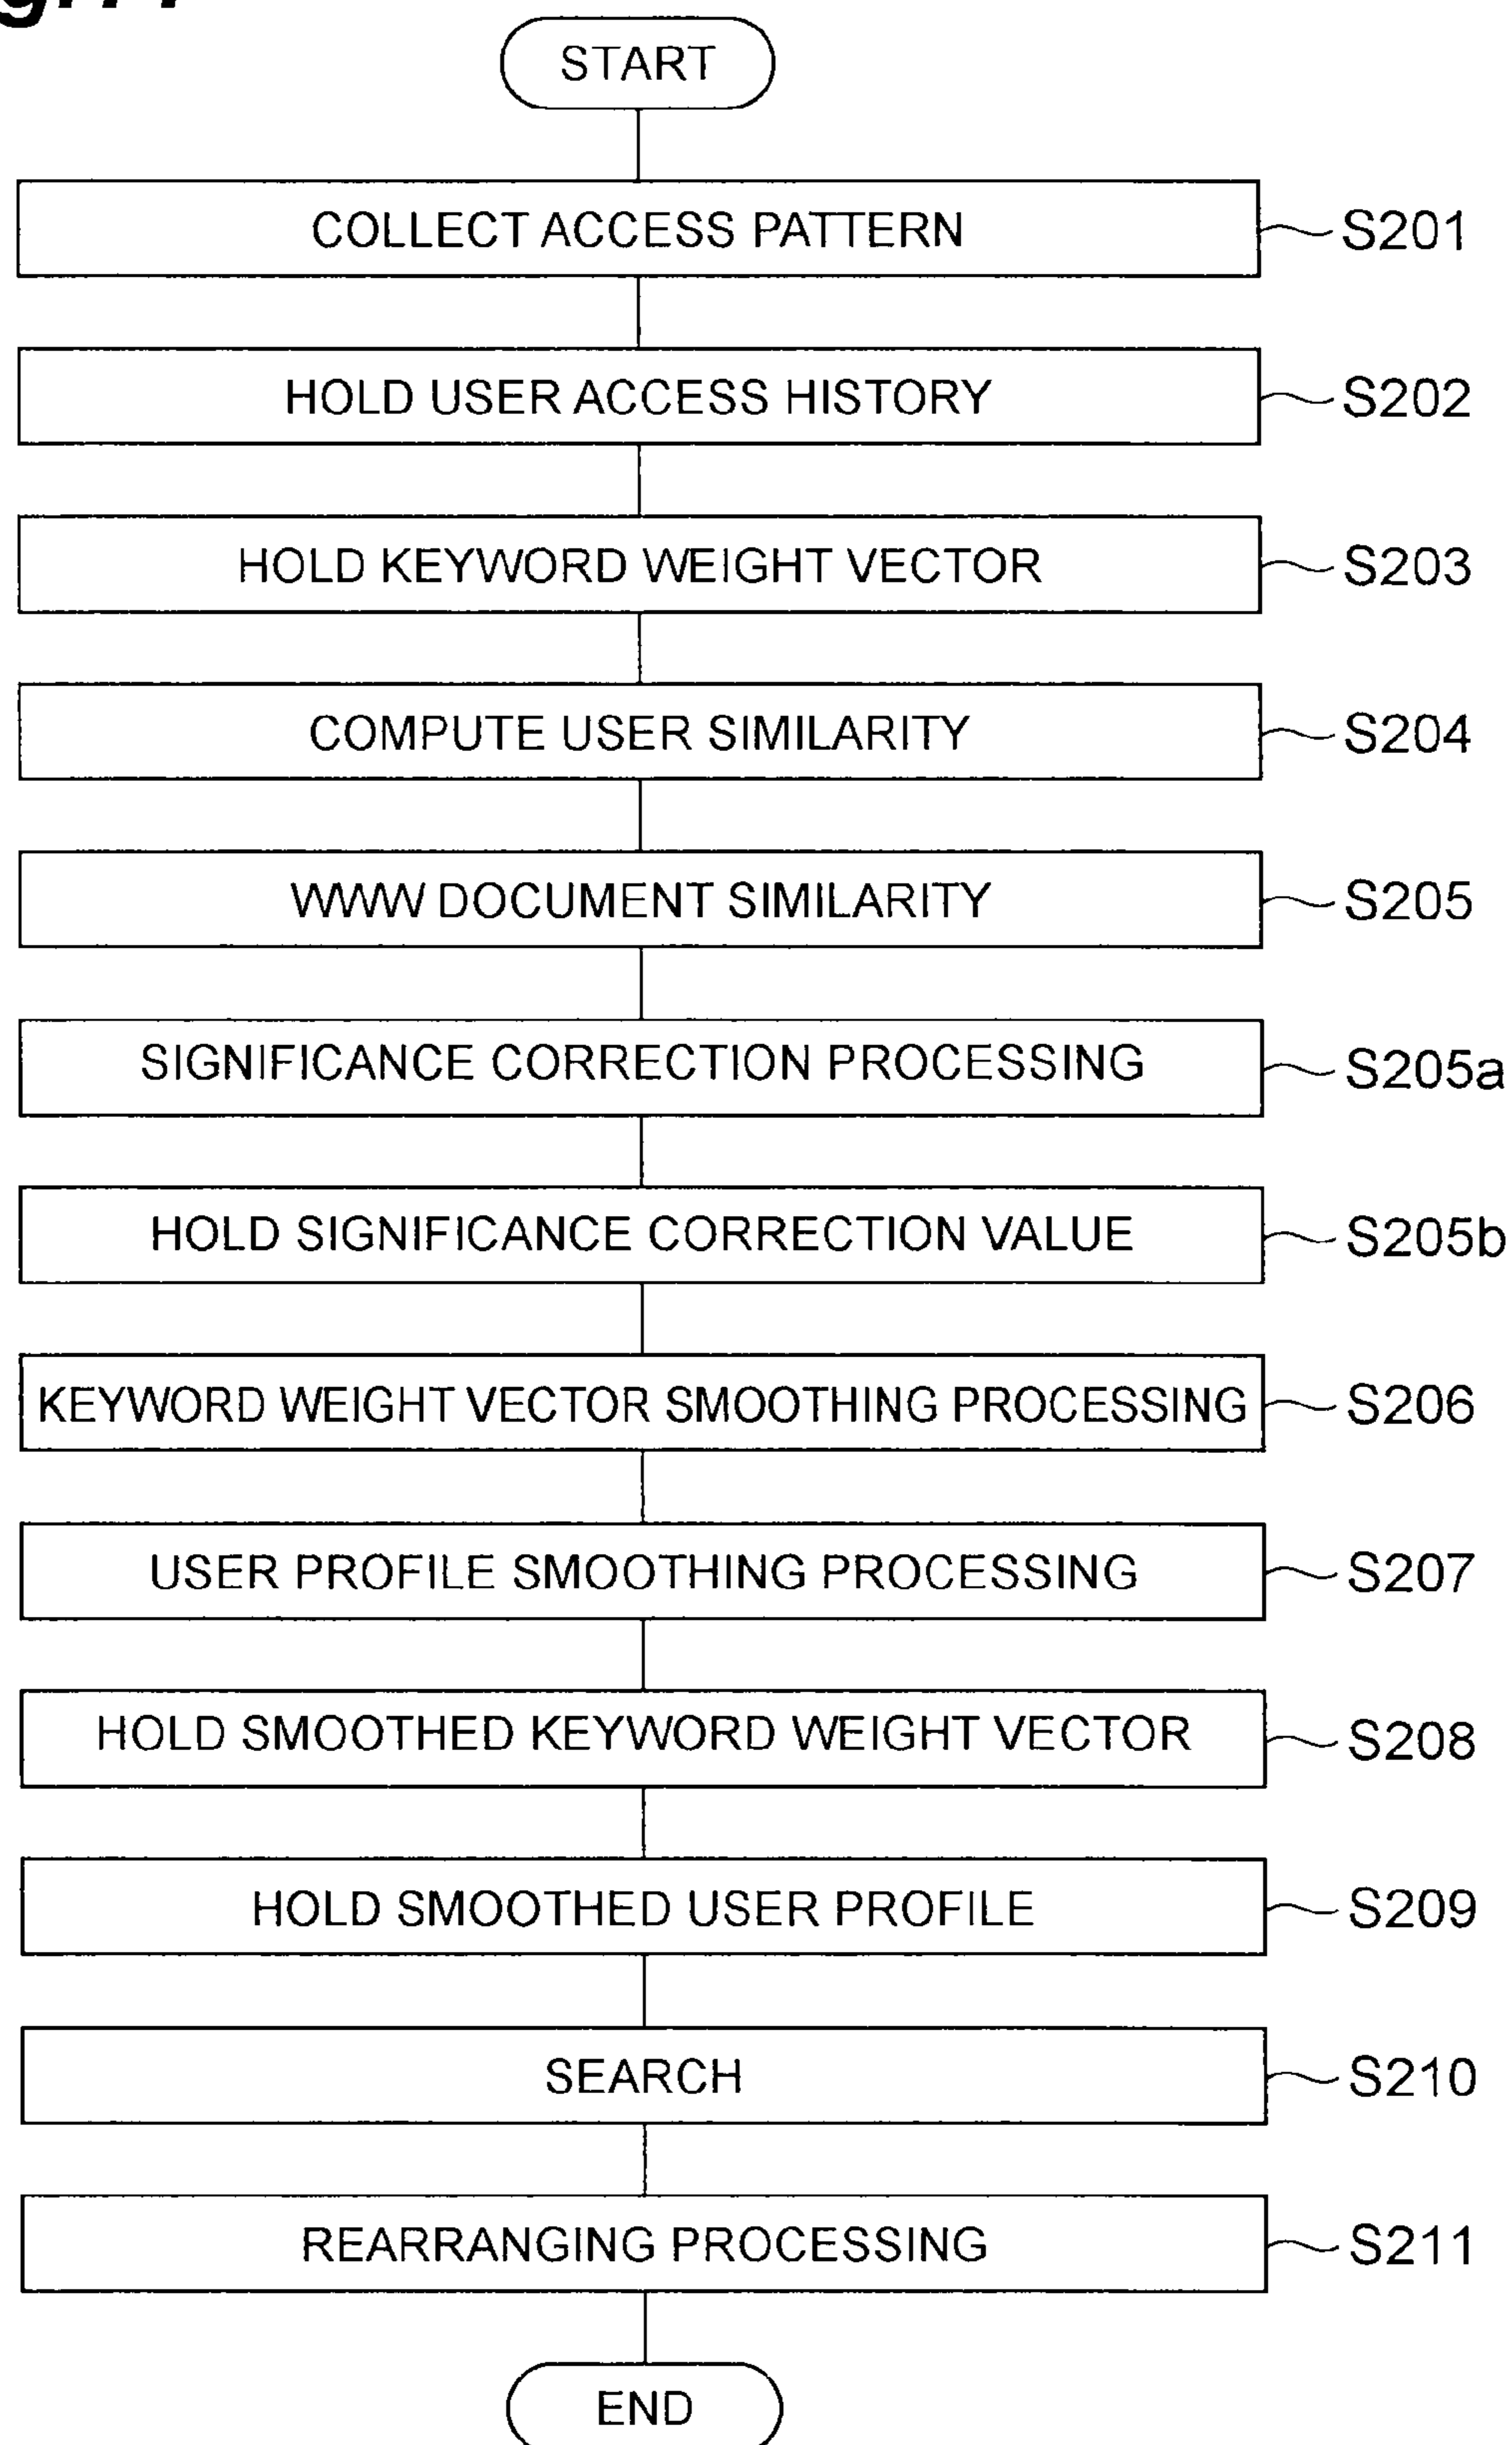 START
COLLECT ACCESS PATTERN S201
HOLD USER ACCESS HISTORY S202
HOLD KEYWORD WEIGHT VECTOR S203
COMPUTE USER SIMILARITY S204
WWW DOCUMENT SIMILARITY S205
SIGNIFICANCE CORRECTION PROCESSING S205a
HOLD SIGNIFICANCE CORRECTION VALUE S205b
KEYWORD WEIGHT VECTOR SMOOTHING PROCESSING S206
USER PROFILE SMOOTHING PROCESSING S207
HOLD SMOOTHED KEYWORD WEIGHT VECTOR S208
HOLD SMOOTHED USER PROFILE S209
SEARCH S210
REARRANGING PROCESSING S211
END